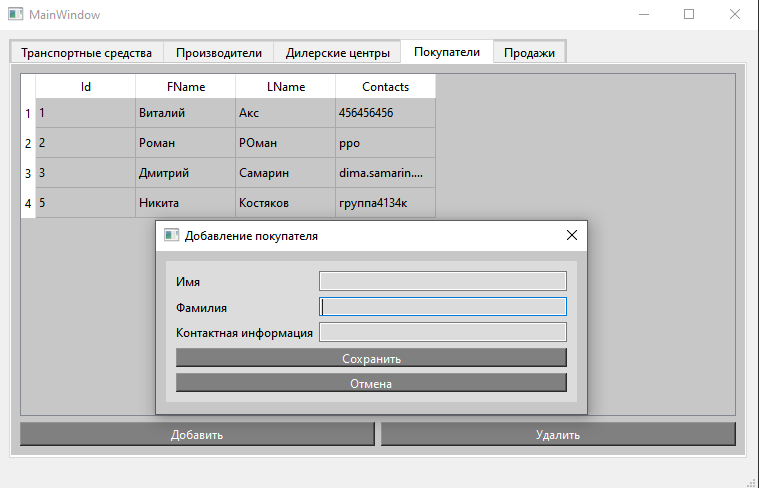 MainWindow
Транспортные средства Производители Дилерские центры Покупатели Продажи
Id FName LName Contacts
1 1 Виталий Акс 456456456
2 2 Роман РОман рро
3 3 Дмитрий Самарин dima.samarin....
4 5 Никита Костяков группа4134к
Добавление покупателя
Имя
Фамилия
Контактная информация
Сохранить
Отмена
Добавить Удалить